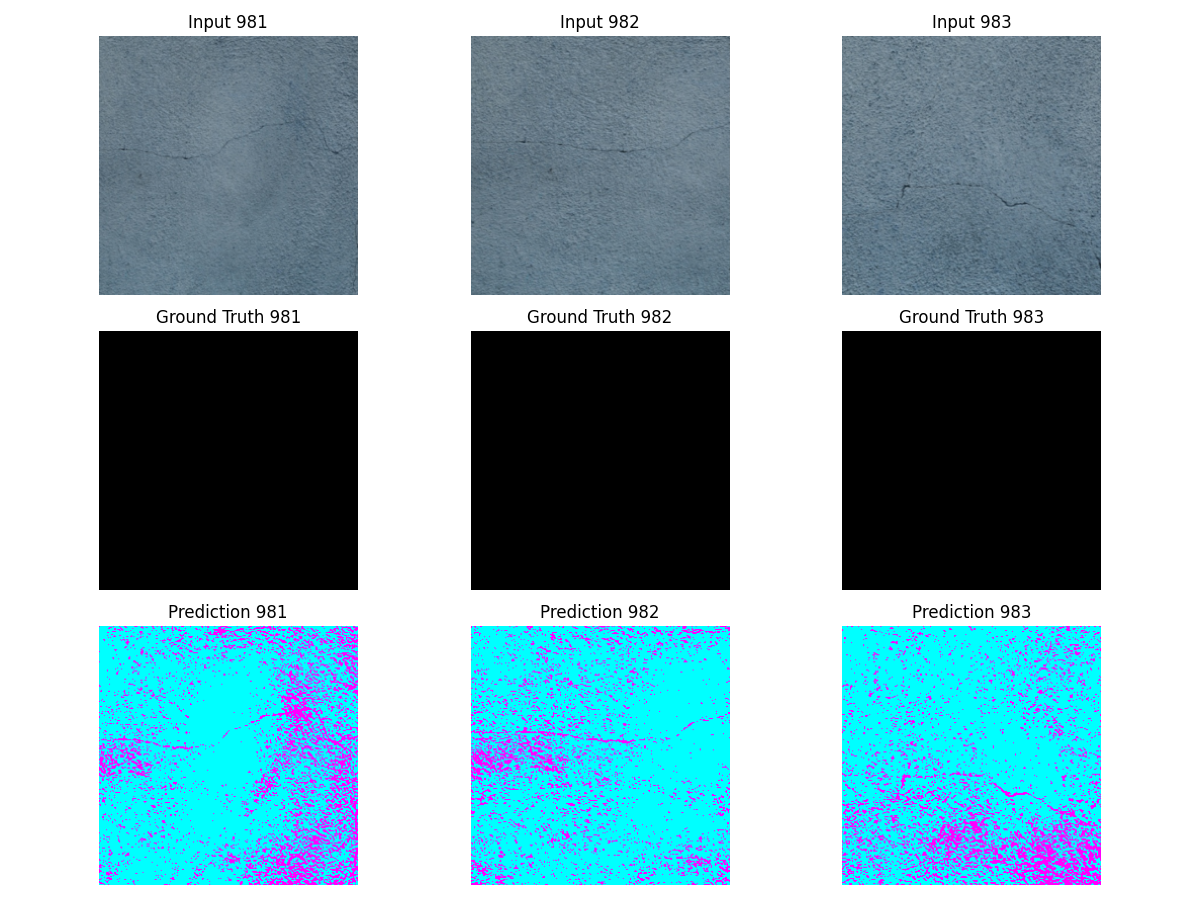 Input 981
Input 982
Input 983
Ground Truth 981
Ground Truth 982
Ground Truth 983
Prediction 981
Prediction 982
Prediction 983